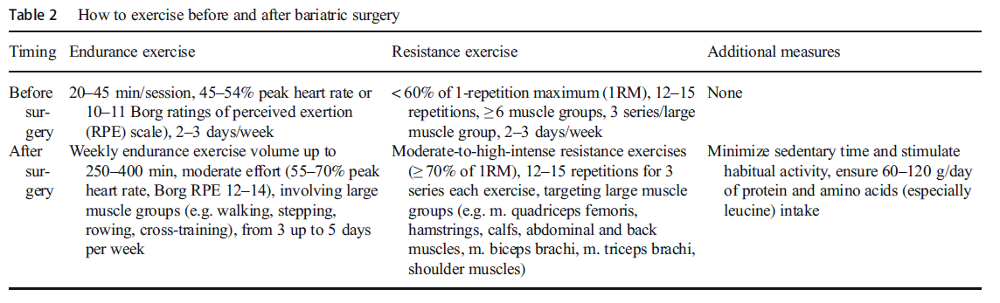 Table 2 How to exercise before and after bariatric surgery
Timing Endurance exercise Resistance exercise Additional measures
Before sur-gery
20–45 min/session, 45–54% peak heart rate or
10–11 Borg ratings of perceived exertion
(RPE) scale), 2–3 days/week
< 60% of 1-repetition maximum (1RM), 12–15
repetitions, ≥6 muscle groups, 3 series/large
muscle group, 2–3 days/week
None
After sur-gery
Weekly endurance exercise volume up to
250–400 min, moderate effort (55–70% peak
heart rate, Borg RPE 12–14), involving large
muscle groups (e.g. walking, stepping,
rowing, cross-training), from 3 up to 5 days
per week
Moderate-to-high-intense resistance exercises
(≥ 70% of 1RM), 12–15 repetitions for 3
series each exercise, targeting large muscle
groups (e.g. m. quadriceps femoris,
hamstrings, calfs, abdominal and back
muscles, m. biceps brachi, m. triceps brachi,
shoulder muscles)
Minimize sedentary time and stimulate
habitual activity, ensure 60–120 g/day
of protein and amino acids (especially
leucine) intake